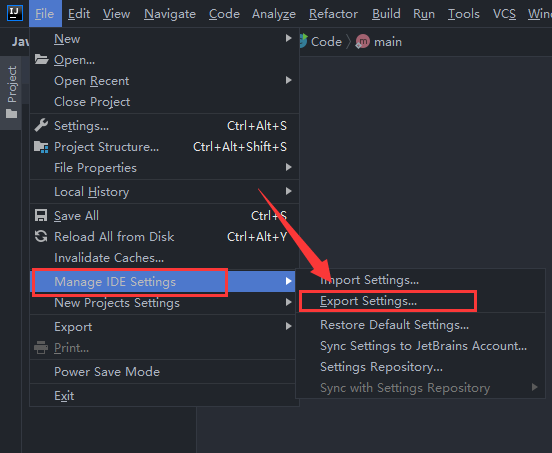 IJ File Edit View Navigate Code Analyze Refactor Build Run Tools VCS
Code main
Project
New
Open...
Open Recent
Close Project
Settings... Ctrl+Alt+S
Project Structure... Ctrl+Alt+Shift+S
File Properties
Local History
Save All Ctrl+S
Reload All from Disk Ctrl+Alt+Y
Invalidate Caches...
Manage IDE Settings
New Projects Settings
Export
Print...
Power Save Mode
Exit
Import Settings...
Export Settings...
Restore Default Settings...
Sync Settings to JetBrains Account...
Settings Repository...
Sync with Settings Repository